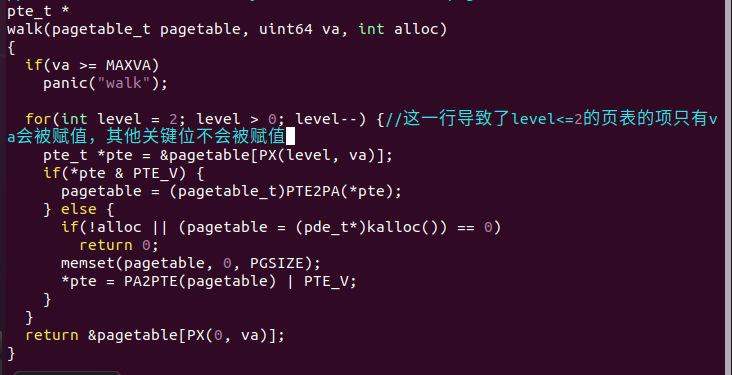 pte_t *
walk(pagetable_t pagetable, uint64 va, int alloc)
{
  if(va >= MAXVA)
    panic("walk");

  for(int level = 2; level > 0; level--) {//这一行导致了level<=2的页表的项只有v
a会被赋值，其他关键位不会被赋值
    pte_t *pte = &pagetable[PX(level, va)];
    if(*pte & PTE_V) {
      pagetable = (pagetable_t)PTE2PA(*pte);
    } else {
      if(!alloc || (pagetable = (pde_t*)kalloc()) == 0)
        return 0;
      memset(pagetable, 0, PGSIZE);
      *pte = PA2PTE(pagetable) | PTE_V;
    }
  }
  return &pagetable[PX(0, va)];
}